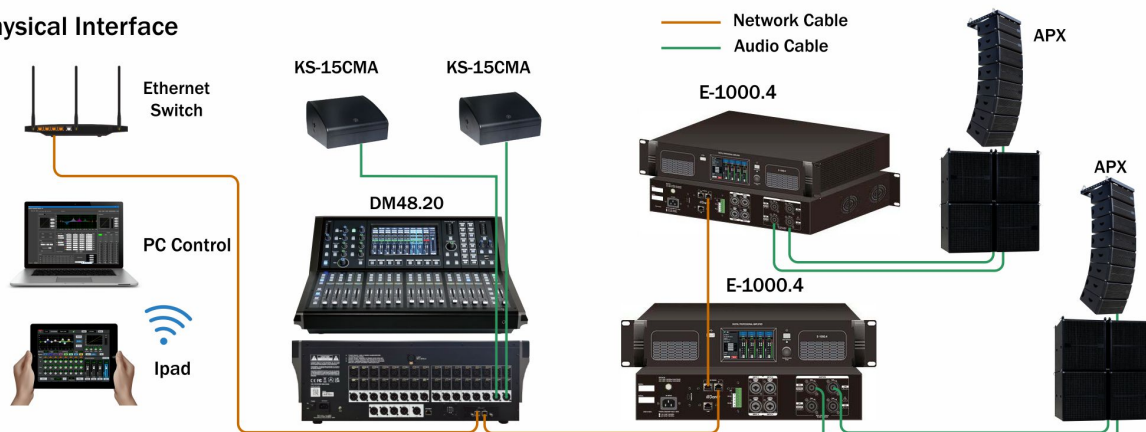 hysical Interface
Network Cable
Audio Cable
APX
KS-15CMA
KS-15CMA
Ethernet
Switch
E-1000.4
APX
DM48.20
PC Control
E-1000.4
Ipad